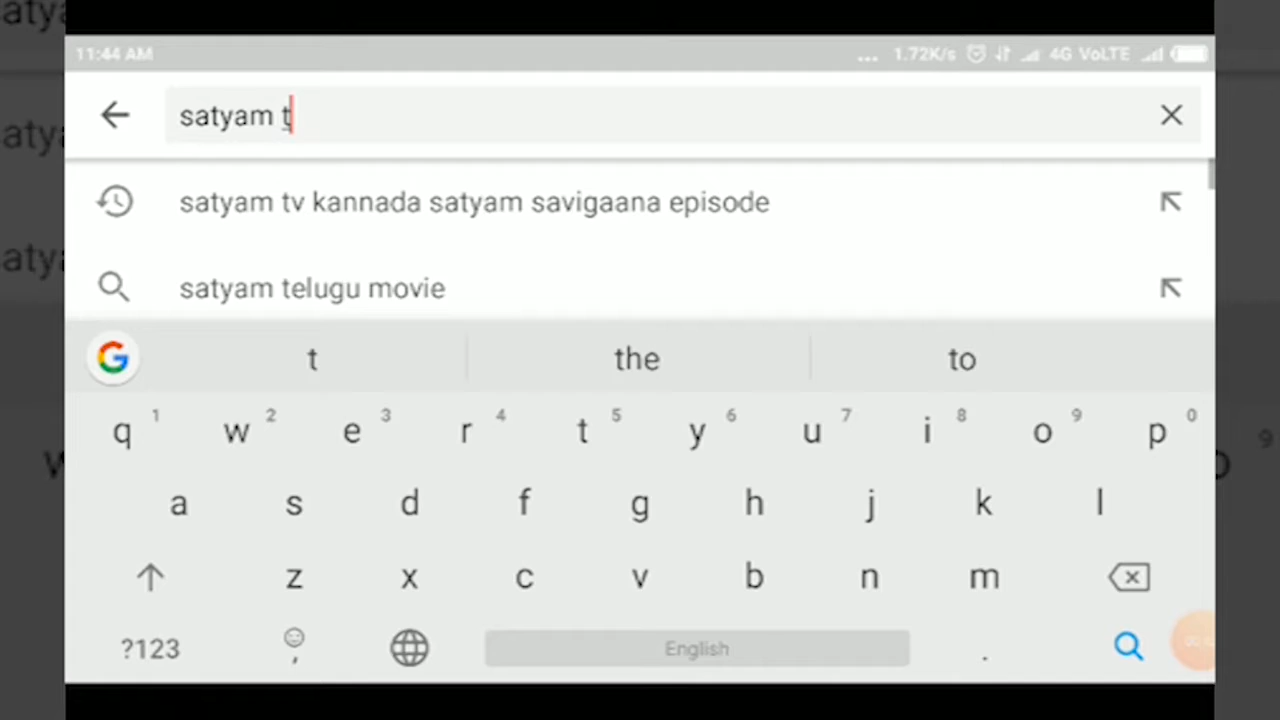 11:44 AM ... 1.72K/s 4G VoLTE
satyam t
satyam tv kannada satyam savigaana episode
satyam telugu movie
G t the to
q 1 w 2 e 3 r 4 t 5 y 6 u 7 i 8 o 9 p 0
a s d f g h j k l
z x c v b n m
?123 , English .